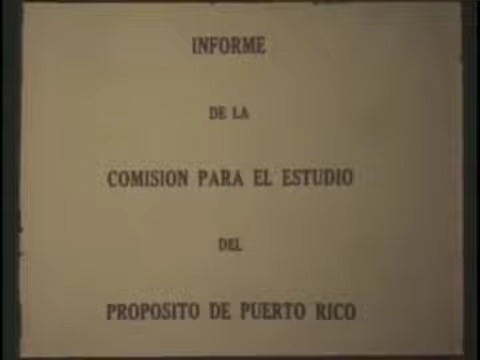 INFORME
DE LA
COMISION PARA EL ESTUDIO
DEL
PROPOSITO DE PUERTO RICO